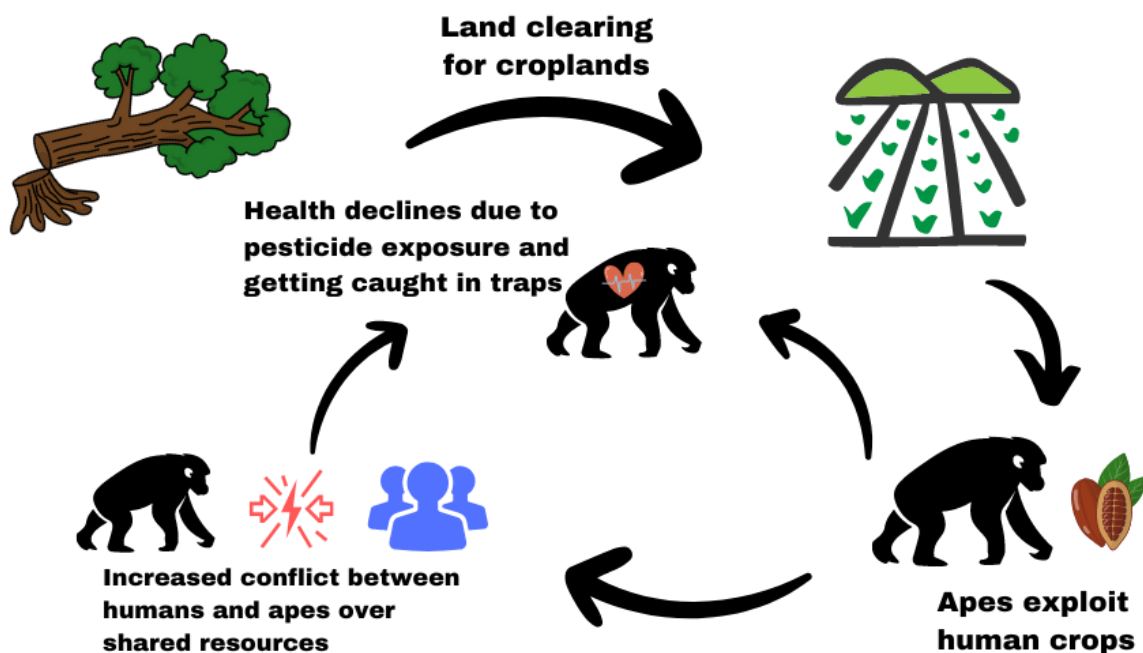 Land clearing
for croplands
Health declines due to
pesticide exposure and
getting caught in traps
Increased conflict between
humans and apes over
shared resources
Apes exploit
human crops